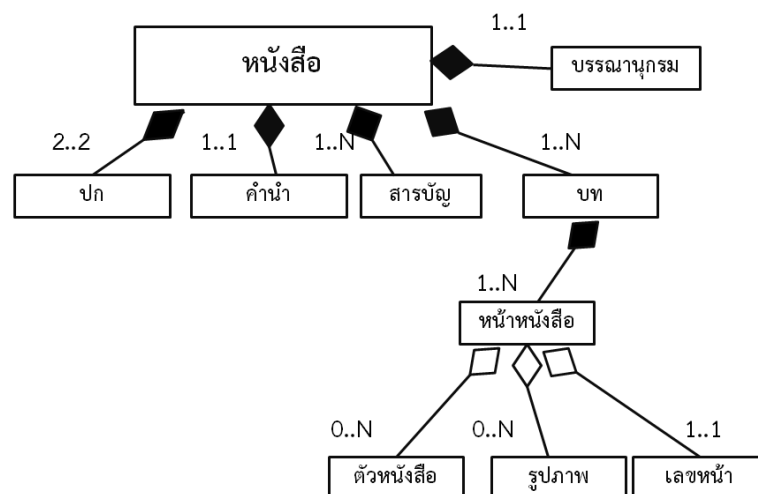 1..1
หนังสือ
บรรณานุกรม
2..2
1..1
1..N
1..N
ปก
คำนำ
สารบัญ
บท
1..N
หน้าหนังสือ
0..N
0..N
1..1
ตัวหนังสือ
รูปภาพ
เลขหน้า